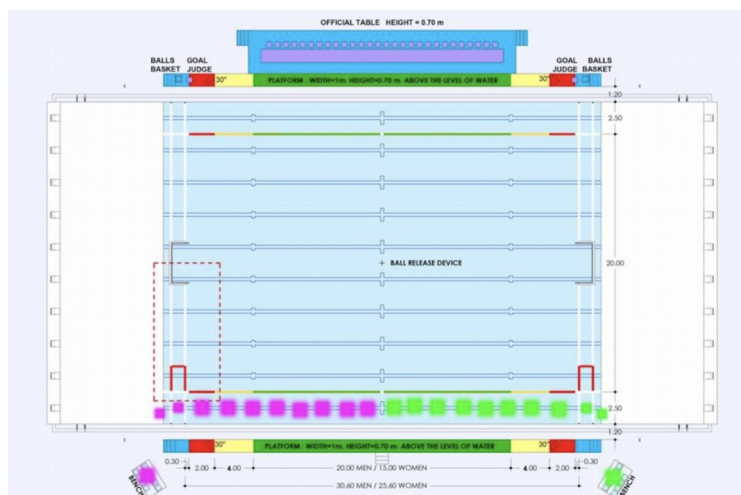 OFFICIAL TABLE HEIGHT = 0.70 m
BALLS BASKET
GOAL JUDGE
GOAL JUDGE
BALLS BASKET
30"
PLATFORM : WIDTH=1m. HEIGHT=0.70 m. ABOVE THE LEVEL OF WATER
30"
1.20
2.50
BALL RELEASE DEVICE
20.00
2.50
1.20
30"
PLATFORM : WIDTH=1m. HEIGHT=0.70 m. ABOVE THE LEVEL OF WATER
30"
0.30
2.00
4.00
20.00 MEN / 15.00 WOMEN
4.00
2.00
0.30
BENCH
30.60 MEN / 25.60 WOMEN
BENCH